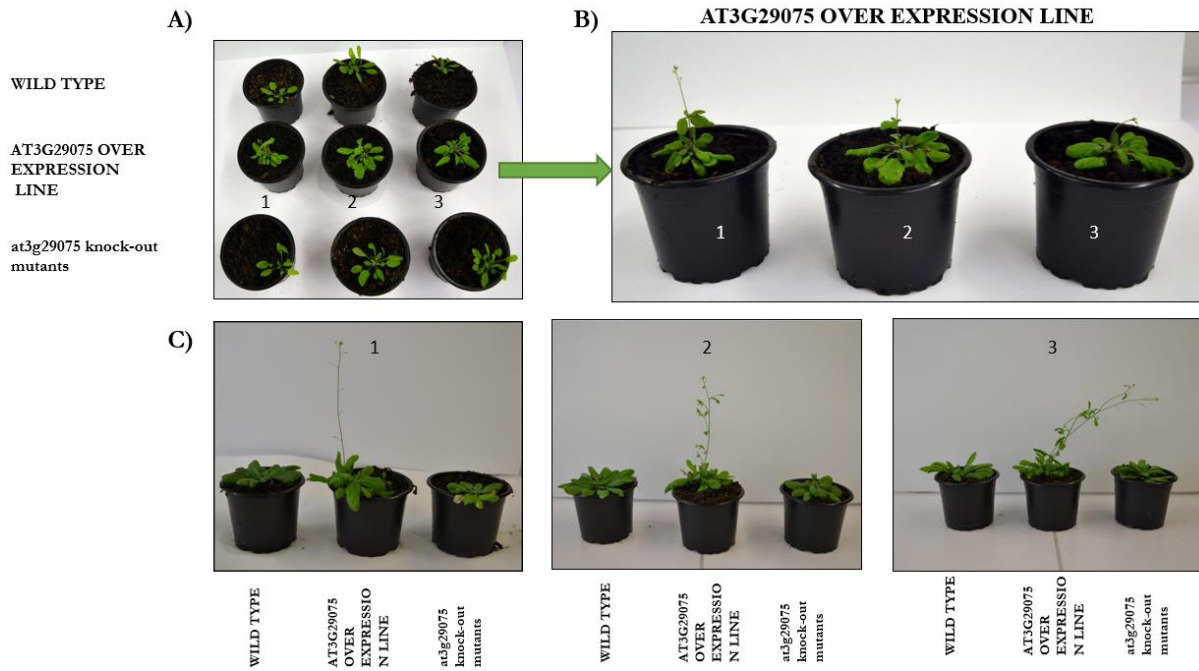 A)
B)
AT3G29075 OVER EXPRESSION LINE
WILD TYPE
AT3G29075 OVER
EXPRESSION
LINE
1
2
3
at3g29075 knock-out
mutants
1
2
3
C)
1
2
3
WILD TYPE
AT3G29075
OVER
EXPRESSIO
N LINE
at3g29075
knock-out
mutants
WILD TYPE
AT3G29075
OVER
EXPRESSIO
N LINE
at3g29075
knock-out
mutants
WILD TYPE
AT3G29075
OVER
EXPRESSIO
N LINE
at3g29075
knock-out
mutants